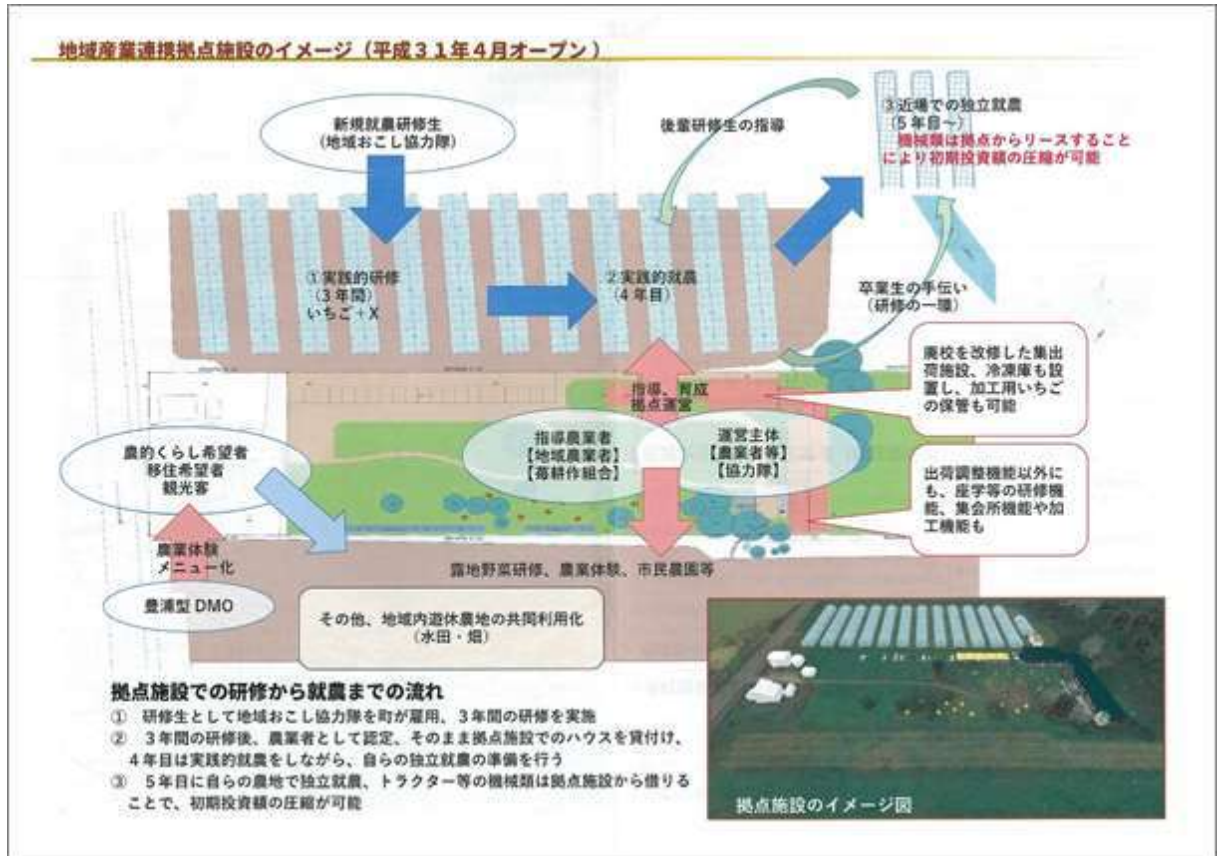 地域産業連携拠点施設のイメージ（平成３１年４月オープン）
新規就農研修生
(地域おこし協力隊)
後輩研修生の指導
③近場での独立就農
(５年目～)
機械類は拠点からリースすること
により初期投資額の圧縮が可能
①実践的研修
(３年間)
いちご＋X
②実践的就農
(４年目)
卒業生の手伝い
(研修の一環)
廃校を改修した集出
荷施設、冷凍庫も設
置し、加工用いちご
の保管も可能
指導、育成
拠点運営
指導農業者
【地域農業者】
【苺耕作組合】
運営主体
【農業者等】
【協力隊】
農的くらし希望者
移住希望者
観光客
出荷調整機能以外に
も、座学等の研修機
能、集会所機能や加
工機能も
農業体験
メニュー化
露地野菜研修、農業体験、市民農園等
豊浦型 DMO
その他、地域内遊休農地の共同利用化
(水田・畑)
拠点施設での研修から就農までの流れ
① 研修生として地域おこし協力隊を町が雇用、３年間の研修を実施
② ３年間の研修後、農業者として認定、そのまま拠点施設でのハウスを貸付け、
４年目は実践的就農をしながら、自らの独立就農の準備を行う
③ ５年目に自らの農地で独立就農、トラクター等の機械類は拠点施設から借りる
ことで、初期投資額の圧縮が可能
拠点施設のイメージ図